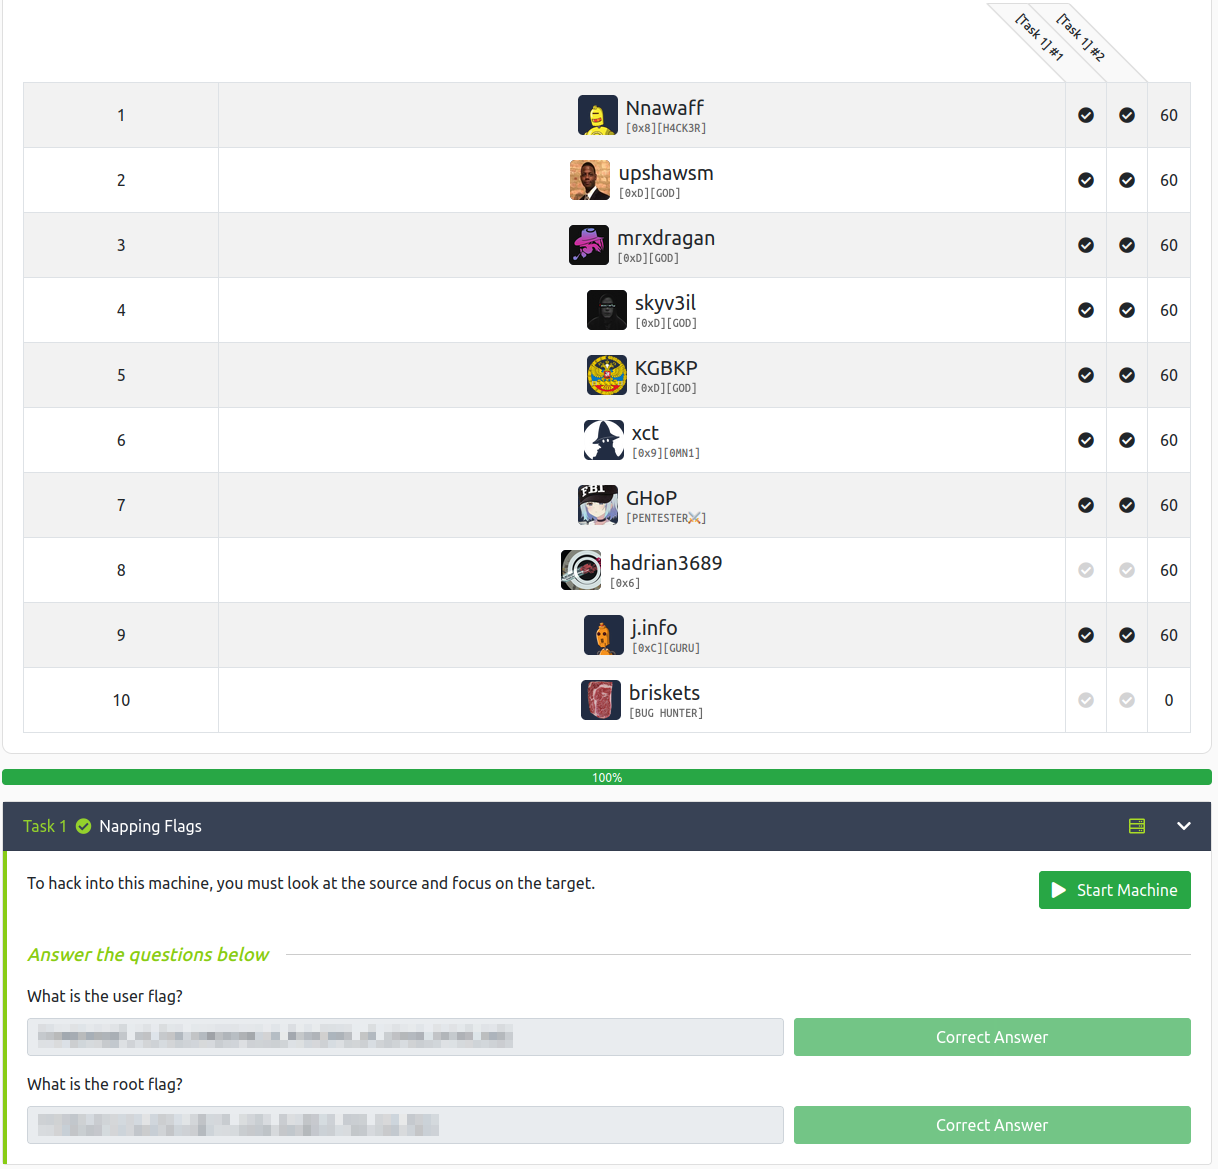 [Task 1] #1
[Task 1] #2
1 Nnawaff 60
[0x8][H4CK3R]
2 upshawsm 60
[0xD][GOD]
3 mrxdragan 60
[0xD][GOD]
4 skyv3il 60
[0xD][GOD]
5 KGBKP 60
[0xD][GOD]
6 xct 60
[0x9][0MN1]
7 GHoP 60
[PENTESTER⚔️]
8 hadrian3689 60
[0x6]
9 j.info 60
[0xC][GURU]
10 briskets 0
[BUG HUNTER]
100%
Task 1 Napping Flags
To hack into this machine, you must look at the source and focus on the target.
Start Machine
Answer the questions below
What is the user flag?
Correct Answer
What is the root flag?
Correct Answer